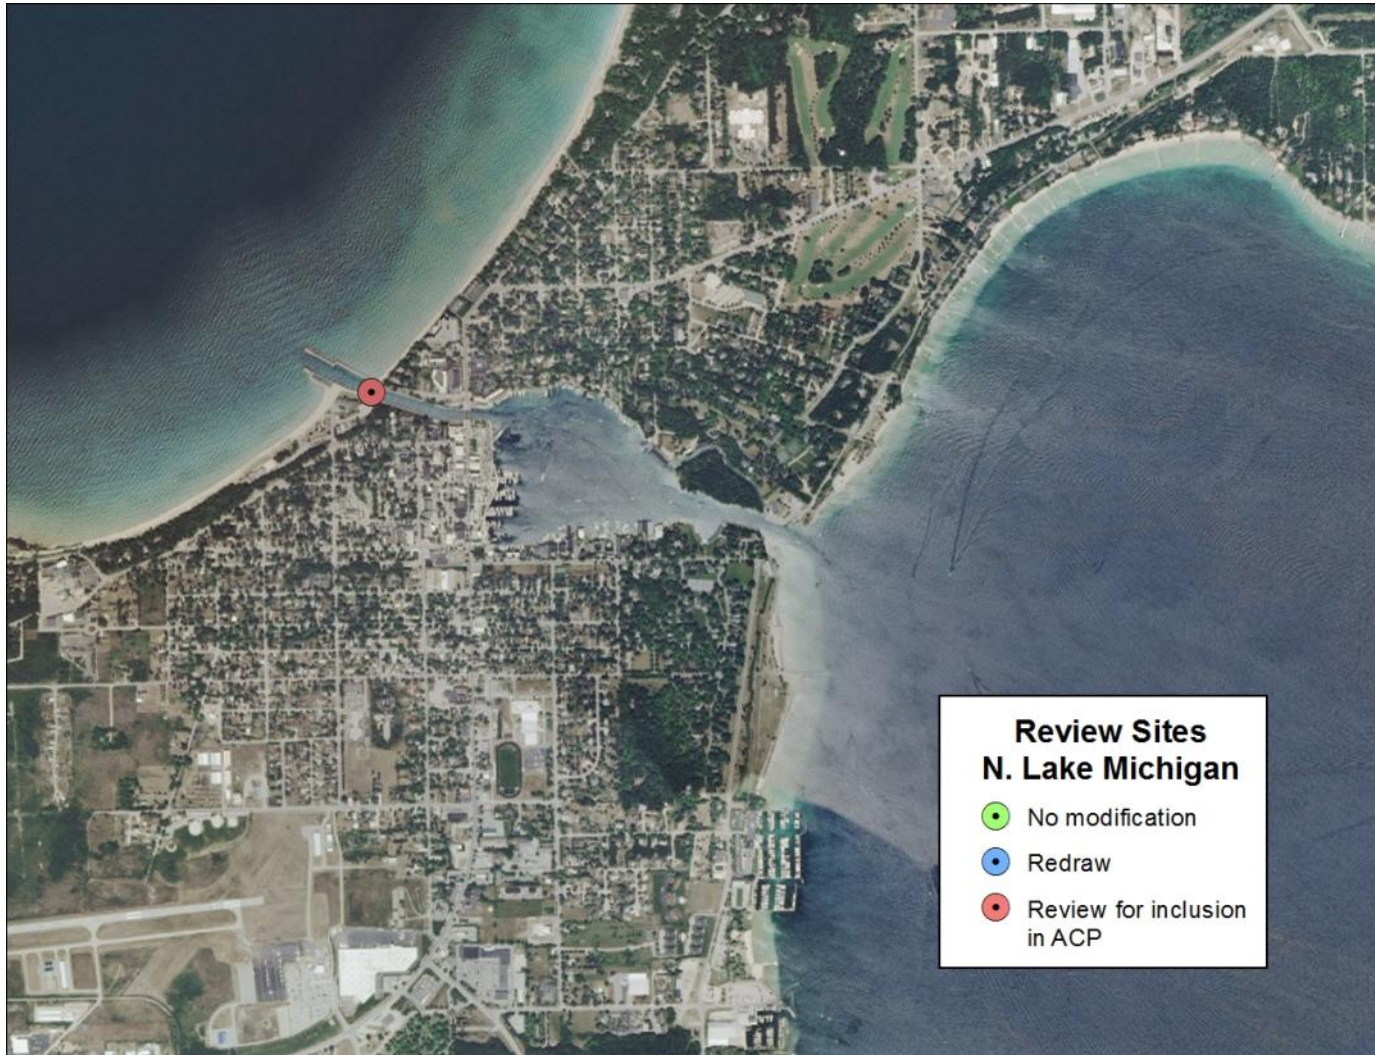 Review Sites
N. Lake Michigan
No modification
Redraw
Review for inclusion
in ACP